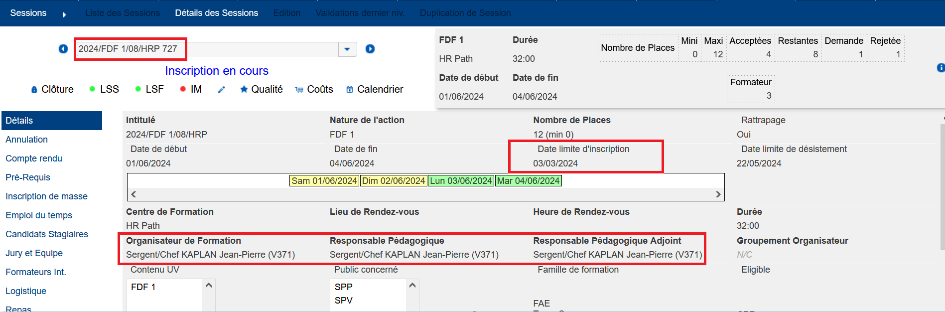 Sessions Liste des Sessions Détails des Sessions Edition Validations dernier niv. Duplication de Session
2024/FDF 1/08/HRP 727
Inscription en cours
Clôture LSS LSF IM Qualité Coûts Calendrier
FDF 1 Durée
HR Path 32:00
Date de début Date de fin
01/06/2024 04/06/2024
Mini Maxi Acceptées Restantes Demande Rejetée
Nombre de Places 0 12 4 8 1 1
Formateur
3
Détails
Annulation
Compte rendu
Pré-Requis
Inscription de masse
Emploi du temps
Candidats Stagiaires
Jury et Equipe
Formateurs Int.
Logistique
Repas
Intitulé Nature de l'action Nombre de Places Rattrapage
2024/FDF 1/08/HRP FDF 1 12 (min 0) Oui
Date de début Date de fin Date limite d'inscription Date limite de désistement
01/06/2024 04/06/2024 03/03/2024 22/05/2024
Sam 01/06/2024 Dim 02/06/2024 Lun 03/06/2024 Mar 04/06/2024
Centre de Formation Lieu de Rendez-vous Heure de Rendez-vous Durée
HR Path 32:00
Organisateur de Formation Responsable Pédagogique Responsable Pédagogique Adjoint Groupement Organisateur
Sergent/Chef KAPLAN Jean-Pierre (V371) Sergent/Chef KAPLAN Jean-Pierre (V371) Sergent/Chef KAPLAN Jean-Pierre (V371) N/C
Contenu UV Public concerné Famille de formation Eligible
FDF 1 SPP
SPV
FAE